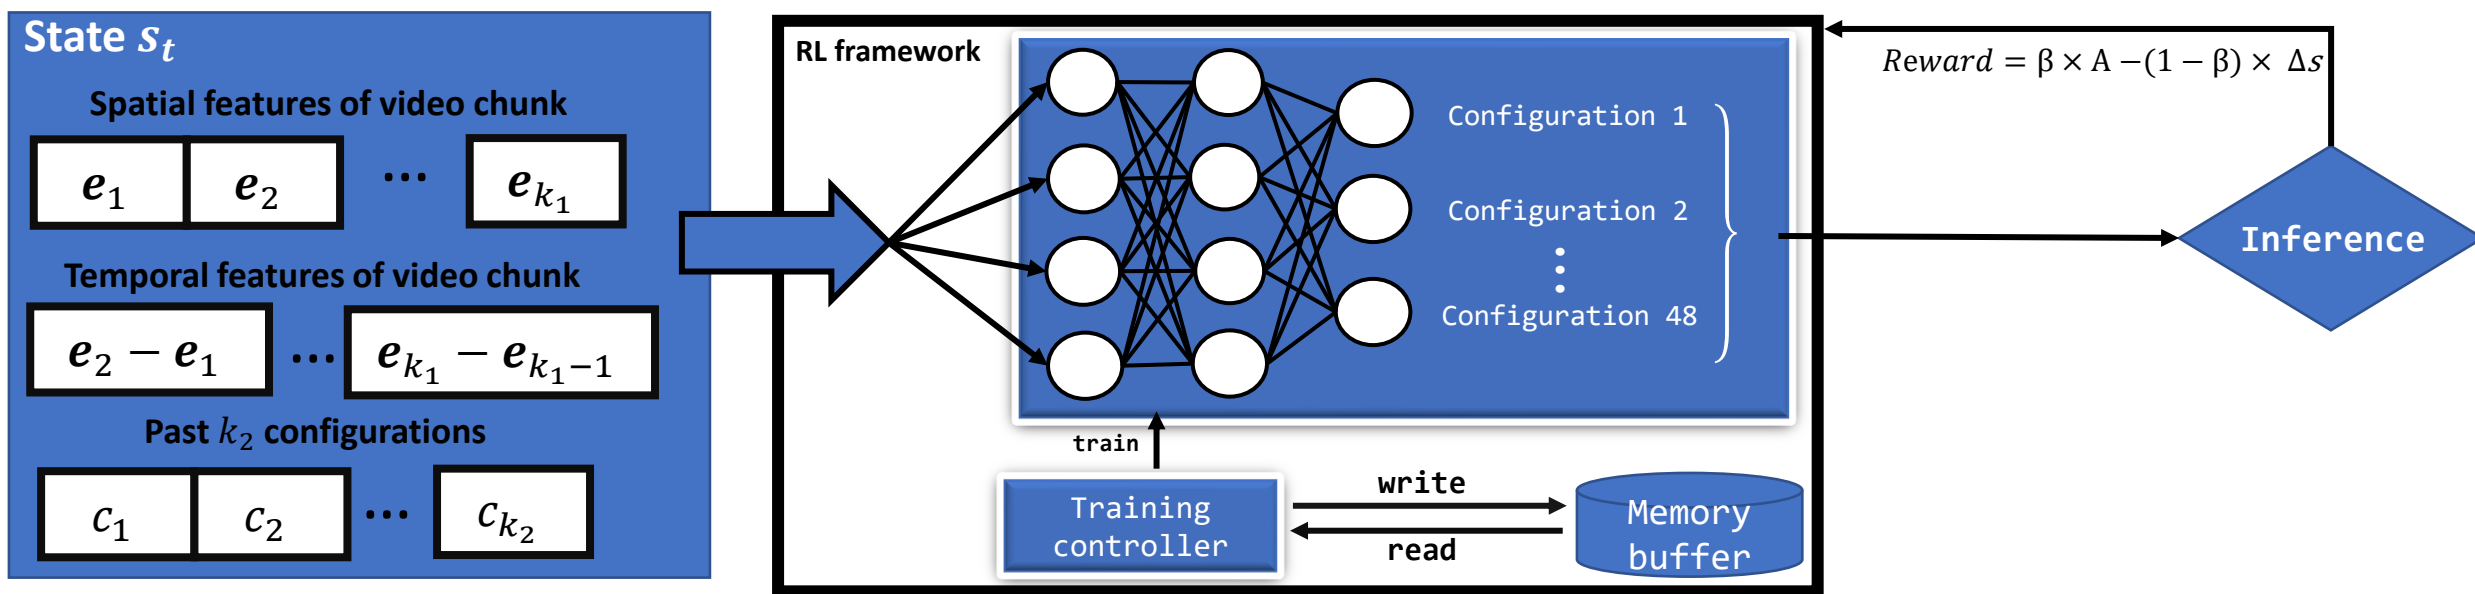 State s_t
Spatial features of video chunk
e_1 e_2 ... e_{k_1}
Temporal features of video chunk
e_2 − e_1 ... e_{k_1} − e_{k_1−1}
Past k_2 configurations
c_1 c_2 ... c_{k_2}
RL framework
Configuration 1
Configuration 2
⋮
Configuration 48
train
Training
controller
write
read
Memory
buffer
Reward = β × A −(1 − β) × Δs
Inference